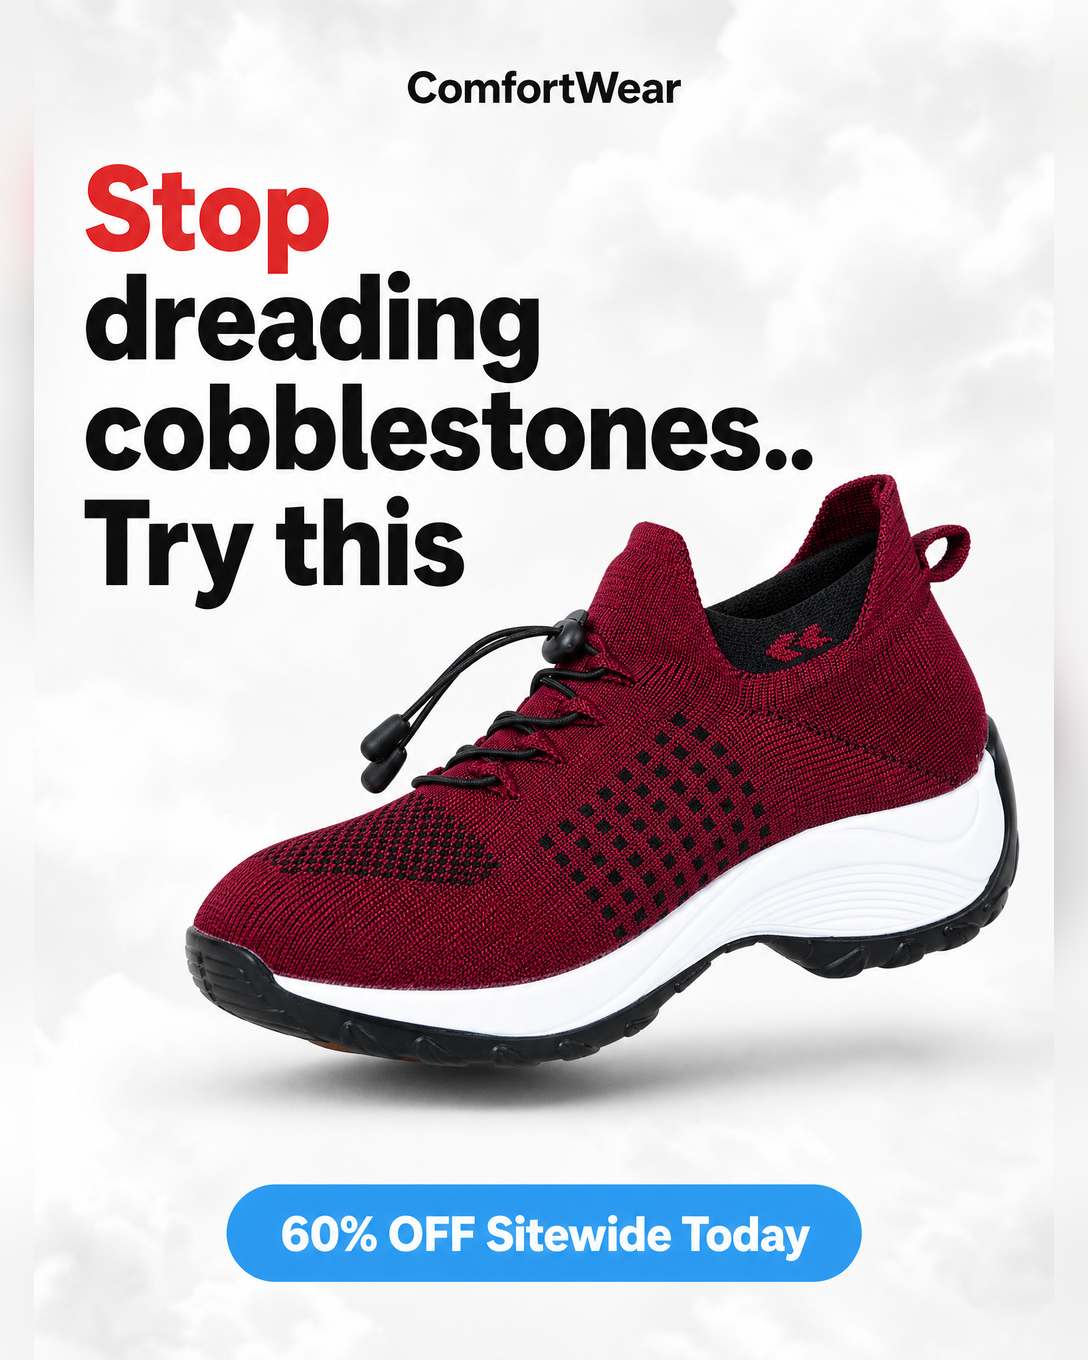 ComfortWear
Stop
dreading
cobblestones..
Try this
60% OFF Sitewide Today